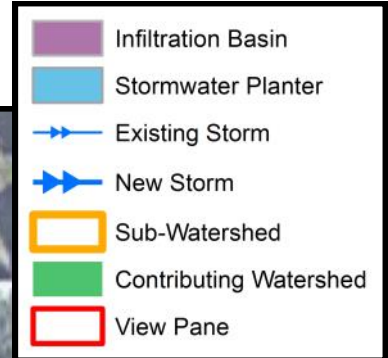 Infiltration Basin
Stormwater Planter
Existing Storm
New Storm
Sub-Watershed
Contributing Watershed
View Pane